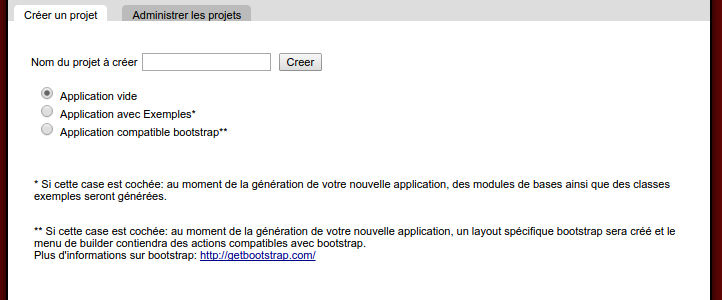 Créer un projet
Administrer les projets
Nom du projet à créer
Creer
Application vide
Application avec Exemples*
Application compatible bootstrap**
* Si cette case est cochée: au moment de la génération de votre nouvelle application, des modules de bases ainsi que des classes
exemples seront générées.
** Si cette case est cochée: au moment de la génération de votre nouvelle application, un layout spécifique bootstrap sera créé et le
menu de builder contiendra des actions compatibles avec bootstrap.
Plus d'informations sur bootstrap: http://getbootstrap.com/